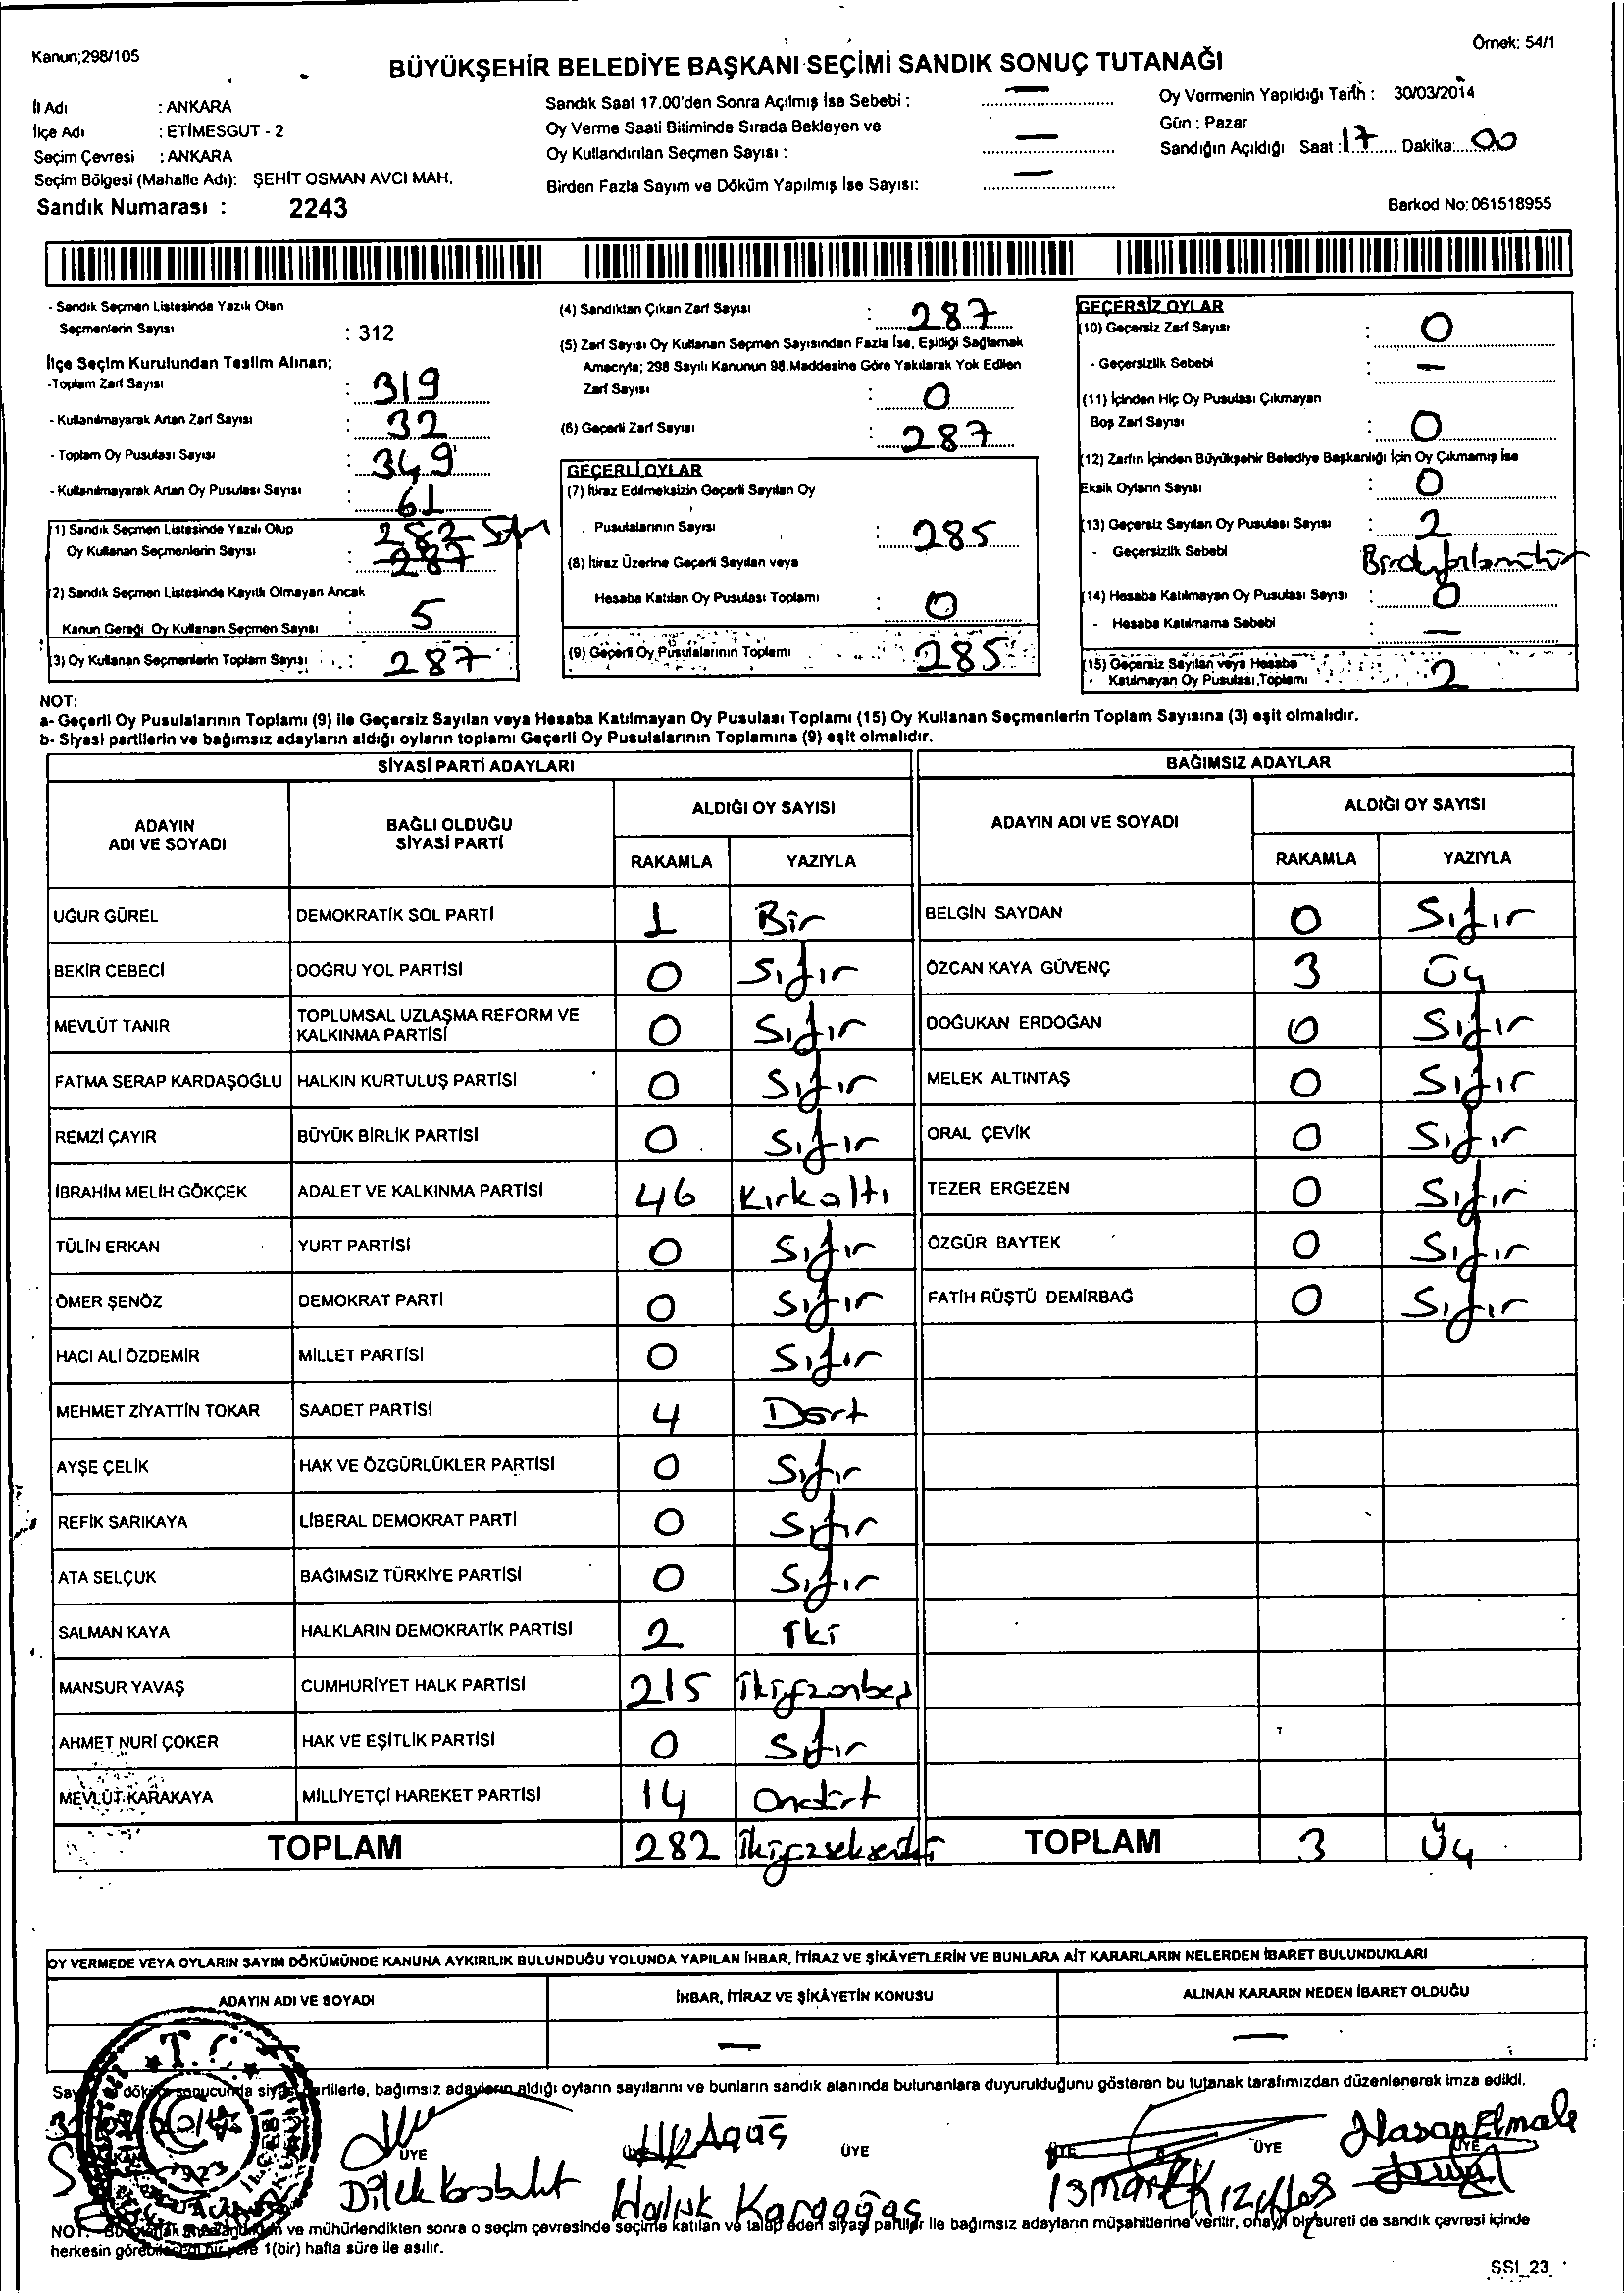 Kanun;298/105
Örnek: 54/1
BÜYÜKŞEHİR BELEDİYE BAŞKANI SEÇİMİ SANDIK SONUÇ TUTANAĞI
İl Adı : ANKARA
İlçe Adı : ETİMESGUT - 2
Seçim Çevresi : ANKARA
Seçim Bölgesi (Mahalle Adı): ŞEHİT OSMAN AVCI MAH.
Sandık Numarası : 2243
Sandık Saat 17.00'den Sonra Açılmış İse Sebebi : —
Oy Verme Saati Bitiminde Sırada Bekleyen ve
Oy Kullandırılan Seçmen Sayısı : —
Birden Fazla Sayım ve Döküm Yapılmış İse Sayısı: —
Oy Vermenin Yapıldığı Tarih : 30/03/2014
Gün : Pazar
Sandığın Açıldığı Saat : 17 Dakika: 00
Barkod No: 061518955
- Sandık Seçmen Listesinde Yazılı Olan
Seçmenlerin Sayısı : 312
İlçe Seçim Kurulundan Teslim Alınan;
-Toplam Zarf Sayısı : 319
- Kullanılmayarak Artan Zarf Sayısı : 32
- Toplam Oy Pusulası Sayısı : 349
- Kullanılmayarak Artan Oy Pusulası Sayısı : 61
(1) Sandık Seçmen Listesinde Yazılı Olup 282
Oy Kullanan Seçmenlerin Sayısı : 287
(2) Sandık Seçmen Listesinde Kayıtlı Olmayan Ancak
Kanun Gereği Oy Kullanan Seçmen Sayısı : 5
(3) Oy Kullanan Seçmenlerin Toplam Sayısı : 287
(4) Sandıktan Çıkan Zarf Sayısı : 287
(5) Zarf Sayısı Oy Kullanan Seçmen Sayısından Fazla İse, Eşitliği Sağlamak
Amacıyla; 298 Sayılı Kanunun 98.Maddesine Göre Yakılarak Yok Edilen
Zarf Sayısı : 0
(6) Geçerli Zarf Sayısı : 287
GEÇERLİ OYLAR
(7) İtiraz Edilmeksizin Geçerli Sayılan Oy
Pusulalarının Sayısı : 285
(8) İtiraz Üzerine Geçerli Sayılan veya
Hesaba Katılan Oy Pusulası Toplamı : 0
(9) Geçerli Oy Pusulalarının Toplamı : 285
GEÇERSİZ OYLAR
(10) Geçersiz Zarf Sayısı : 0
- Geçersizlik Sebebi : —
(11) İçinden Hiç Oy Pusulası Çıkmayan
Boş Zarf Sayısı : 0
(12) Zarfın İçinden Büyükşehir Belediye Başkanlığı İçin Oy Çıkmamış İse
Eksik Oyların Sayısı : 0
(13) Geçersiz Sayılan Oy Pusulası Sayısı : 2
- Geçersizlik Sebebi
(14) Hesaba Katılmayan Oy Pusulası Sayısı : 0
- Hesaba Katılmama Sebebi : —
(15) Geçersiz Sayılan veya Hesaba
Katılmayan Oy Pusulası Toplamı : 2
NOT:
a- Geçerli Oy Pusulalarının Toplamı (9) ile Geçersiz Sayılan veya Hesaba Katılmayan Oy Pusulası Toplamı (15) Oy Kullanan Seçmenlerin Toplam Sayısına (3) eşit olmalıdır.
b- Siyasi partilerin ve bağımsız adayların aldığı oyların toplamı Geçerli Oy Pusulalarının Toplamına (9) eşit olmalıdır.
SİYASİ PARTİ ADAYLARI
BAĞIMSIZ ADAYLAR
ADAYIN ADI VE SOYADI
BAĞLI OLDUĞU SİYASİ PARTİ
ALDIĞI OY SAYISI
RAKAMLA YAZIYLA
ADAYIN ADI VE SOYADI
ALDIĞI OY SAYISI
RAKAMLA YAZIYLA
UĞUR GÜREL DEMOKRATİK SOL PARTİ 1 Bir BELGİN SAYDAN 0 Sıfır
BEKİR CEBECİ DOĞRU YOL PARTİSİ 0 Sıfır ÖZCAN KAYA GÜVENÇ 3 Üç
MEVLÜT TANIR TOPLUMSAL UZLAŞMA REFORM VE KALKINMA PARTİSİ 0 Sıfır DOĞUKAN ERDOĞAN 0 Sıfır
FATMA SERAP KARDAŞOĞLU HALKIN KURTULUŞ PARTİSİ 0 Sıfır MELEK ALTINTAŞ 0 Sıfır
REMZİ ÇAYIR BÜYÜK BİRLİK PARTİSİ 0 Sıfır ORAL ÇEVİK 0 Sıfır
İBRAHİM MELİH GÖKÇEK ADALET VE KALKINMA PARTİSİ 46 Kırkaltı TEZER ERGEZEN 0 Sıfır
TÜLİN ERKAN YURT PARTİSİ 0 Sıfır ÖZGÜR BAYTEK 0 Sıfır
ÖMER ŞENÖZ DEMOKRAT PARTİ 0 Sıfır FATİH RÜŞTÜ DEMİRBAĞ 0 Sıfır
HACI ALİ ÖZDEMİR MİLLET PARTİSİ 0 Sıfır
MEHMET ZİYATTİN TOKAR SAADET PARTİSİ 4 Dört
AYŞE ÇELİK HAK VE ÖZGÜRLÜKLER PARTİSİ 0 Sıfır
REFİK SARIKAYA LİBERAL DEMOKRAT PARTİ 0 Sıfır
ATA SELÇUK BAĞIMSIZ TÜRKİYE PARTİSİ 0 Sıfır
SALMAN KAYA HALKLARIN DEMOKRATİK PARTİSİ 2 İki
MANSUR YAVAŞ CUMHURİYET HALK PARTİSİ 215 İkiyüzonbeş
AHMET NURİ ÇOKER HAK VE EŞİTLİK PARTİSİ 0 Sıfır
MEVLÜT KARAKAYA MİLLİYETÇİ HAREKET PARTİSİ 14 Ondört
TOPLAM 282 İkiyüzsekseniki TOPLAM 3 Üç
OY VERMEDE VEYA OYLARIN SAYIM DÖKÜMÜNDE KANUNA AYKIRILIK BULUNDUĞU YOLUNDA YAPILAN İHBAR, İTİRAZ VE ŞİKÂYETLERİN VE BUNLARA AİT KARARLARIN NELERDEN İBARET BULUNDUKLARI
ADAYIN ADI VE SOYADI İHBAR, İTİRAZ VE ŞİKÂYETİN KONUSU ALINAN KARARIN NEDEN İBARET OLDUĞU
— — —
sonucunda siyasi partilerle, bağımsız adayların aldığı oyların sayılarını ve bunların sandık alanında bulunanlara duyurulduğunu gösteren bu tutanak tarafımızdan düzenlenerek imza edildi.
T.C.
ÜYE ÜYE ÜYE ÜYE ÜYE
Hasan Elmalı
Dilek Haluk Karaağaç
NOT: ve mühürlendikten sonra o seçim çevresinde seçime katılan ve talep eden siyasi partiler ile bağımsız adayların müşahitlerine verilir, onaylı bir sureti de sandık çevresi içinde
herkesin görebileceği bir yere 1(bir) hafta süre ile asılır.
SSI_23